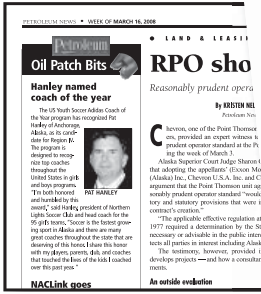 PETROLEUM NEWS • WEEK OF MARCH 16, 2008
Petroleum
Oil Patch Bits
Hanley named
coach of the year
The US Youth Soccer Adidas Coach of
the Year program has recognized Pat
Hanley of Anchorage,
Alaska, as its candi-
date for Region IV.
The program is
designed to recog-
nize top coaches
throughout the
United States in girls
and boys programs.
"I'm both honored
and humbled by this
award," said Hanley, president of Northern
Lights Soccer Club and head coach for the
95 girls teams. "Soccer is the fastest grow-
ing sport in Alaska and there are many
great coaches throughout the state that are
deserving of this honor, I share this honor
with my players, parents, club, and coaches
that touched the lives of the kids I coached
over this past year."
PAT HANLEY
NACLink goes
• LAND & LEASI
RPO sho
Reasonably prudent opera
By KRISTEN NEL
Petroleum Nev
Chevron, one of the Point Thomson
ers, provided an expert witness t
prudent operator standard at the Po
ing the week of March 3.
Alaska Superior Court Judge Sharon G
that adopting the appellants' (Exxon Mo
(Alaska) Inc., Chevron U.S.A. Inc. and C
argument that the Point Thomson unit ag
sonably prudent operator standard "would
tory and statutory provisions that were i
contract's creation."
"The applicable effective regulation at
1977 required a determination by the St
necessary or advisable in the public inter
tects all parties in interest including Alask
The testimony, however, provided t
develops projects — and how a consultan
ments.
An outside evaluation